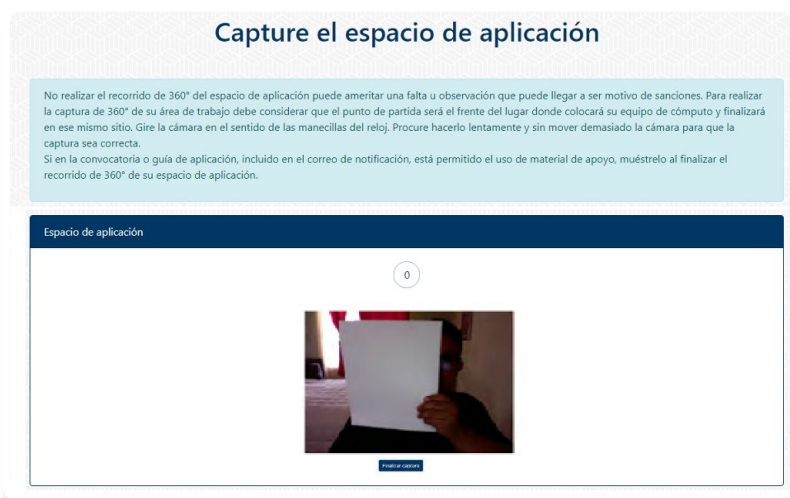 Capture el espacio de aplicación
No realizar el recorrido de 360° del espacio de aplicación puede ameritar una falta u observación que puede llegar a ser motivo de sanciones. Para realizar
la captura de 360° de su área de trabajo debe considerar que el punto de partida será el frente del lugar donde colocará su equipo de cómputo y finalizará
en ese mismo sitio. Gire la cámara en el sentido de las manecillas del reloj. Procure hacerlo lentamente y sin mover demasiado la cámara para que la
captura sea correcta.
Si en la convocatoria o guía de aplicación, incluido en el correo de notificación, está permitido el uso de material de apoyo, muéstrelo al finalizar el
recorrido de 360° de su espacio de aplicación.
Espacio de aplicación
0
Finalizar captura